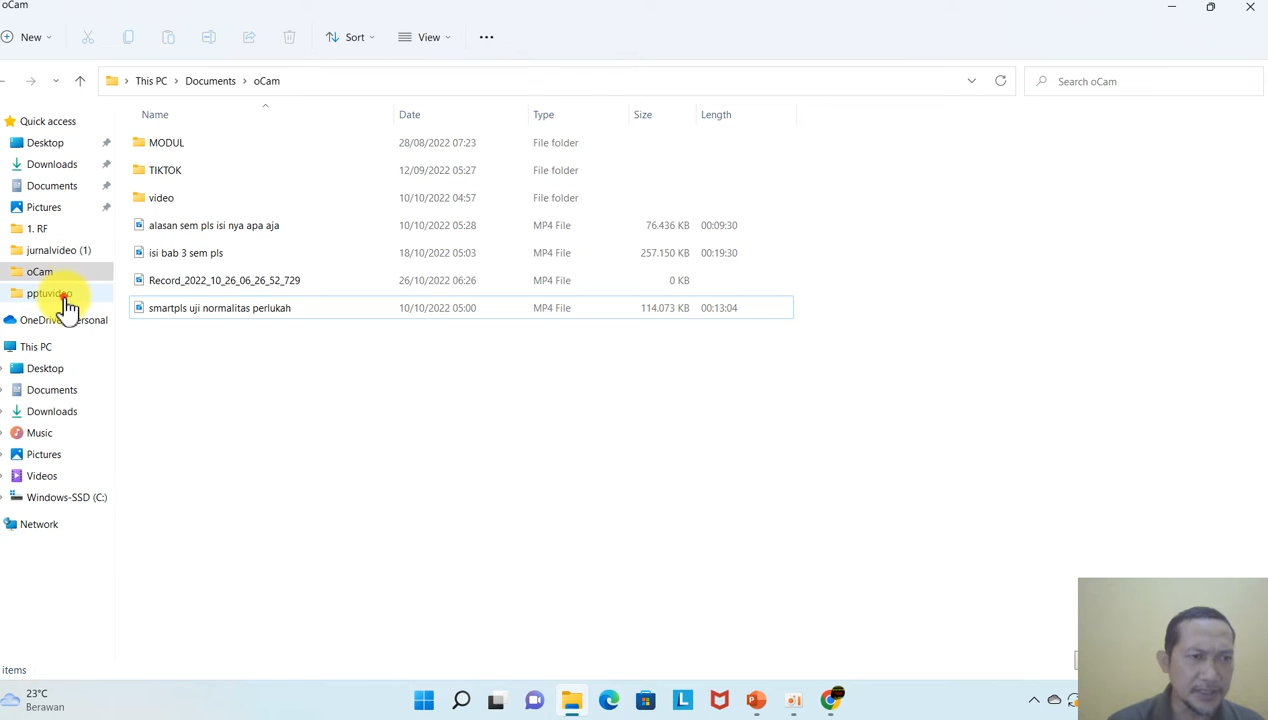 oCam
New
Sort
View
This PC > Documents > oCam
Search oCam
Name Date Type Size Length
MODUL 28/08/2022 07:23 File folder
TIKTOK 12/09/2022 05:27 File folder
video 10/10/2022 04:57 File folder
alasan sem pls isi nya apa aja 10/10/2022 05:28 MP4 File 76.436 KB 00:09:30
isi bab 3 sem pls 18/10/2022 05:03 MP4 File 257.150 KB 00:19:30
Record_2022_10_26_06_26_52_729 26/10/2022 06:26 MP4 File 0 KB
smartpls uji normalitas perlukah 10/10/2022 05:00 MP4 File 114.073 KB 00:13:04
Quick access
Desktop
Downloads
Documents
Pictures
1. RF
jurnalvideo (1)
oCam
pptuvideo
This PC
Desktop
Documents
Downloads
Music
Pictures
Videos
Windows-SSD (C:)
Network
items
23°C
Berawan